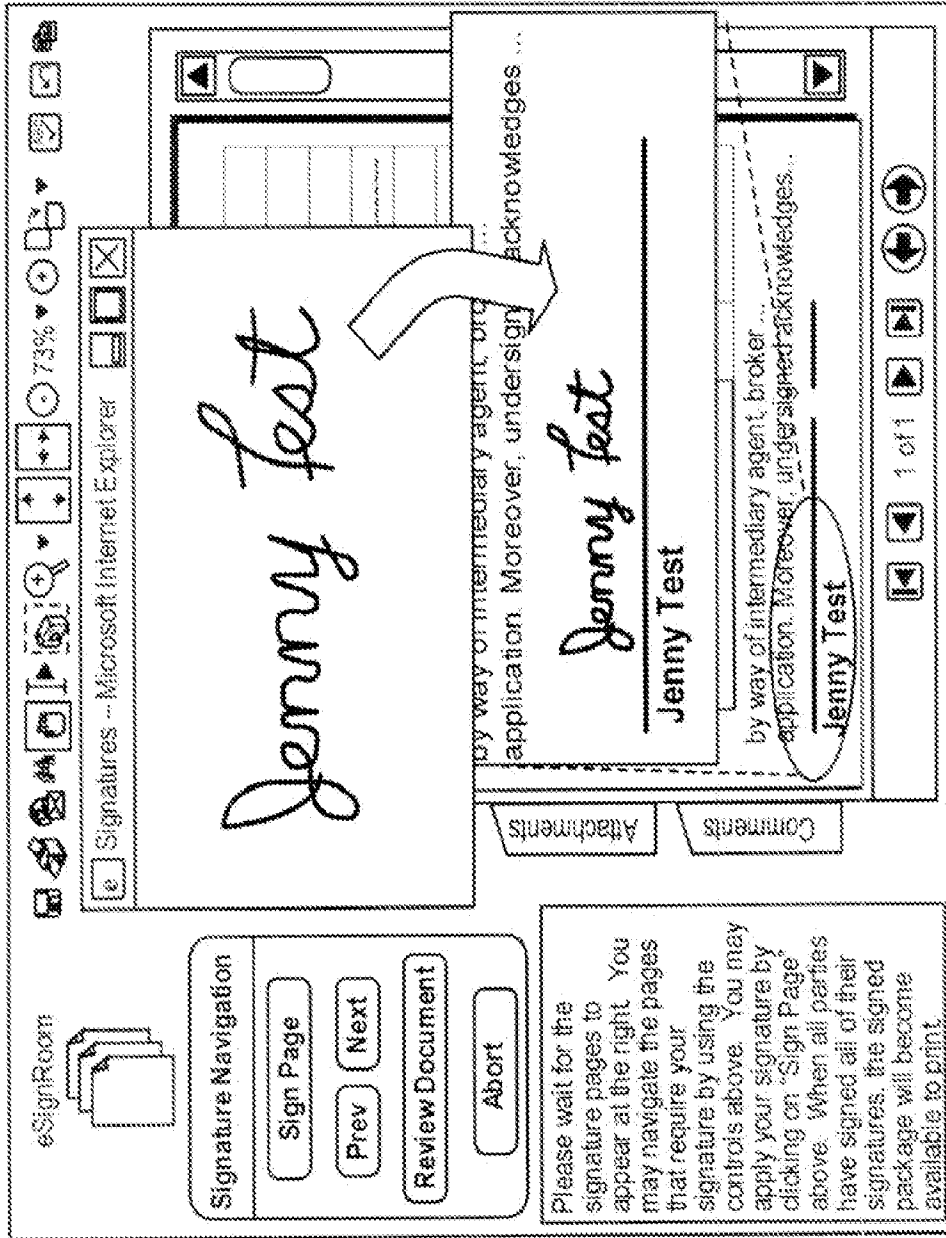 eSignRoom
73%
Signature Navigation
Sign Page
Prev
Next
Review Document
Abort
Please wait for the
signature pages to
appear at the right. You
may navigate the pages
that require your
signature by using the
controls above. You may
apply your signature by
clicking on "Sign Page"
above. When all parties
have signed all of their
signatures, the signed
package will become
available to print...
e Signatures -- Microsoft Internet Explorer
Jenny Test
Attachments
Comments
by way of intermediary agent, bro ...
application. Moreover, undersign acknowledges ...
Jenny Test
Jenny Test
by way of intermediary agent, broker ...
application. Moreover, undersigned acknowledges...
Jenny Test
1 of 1